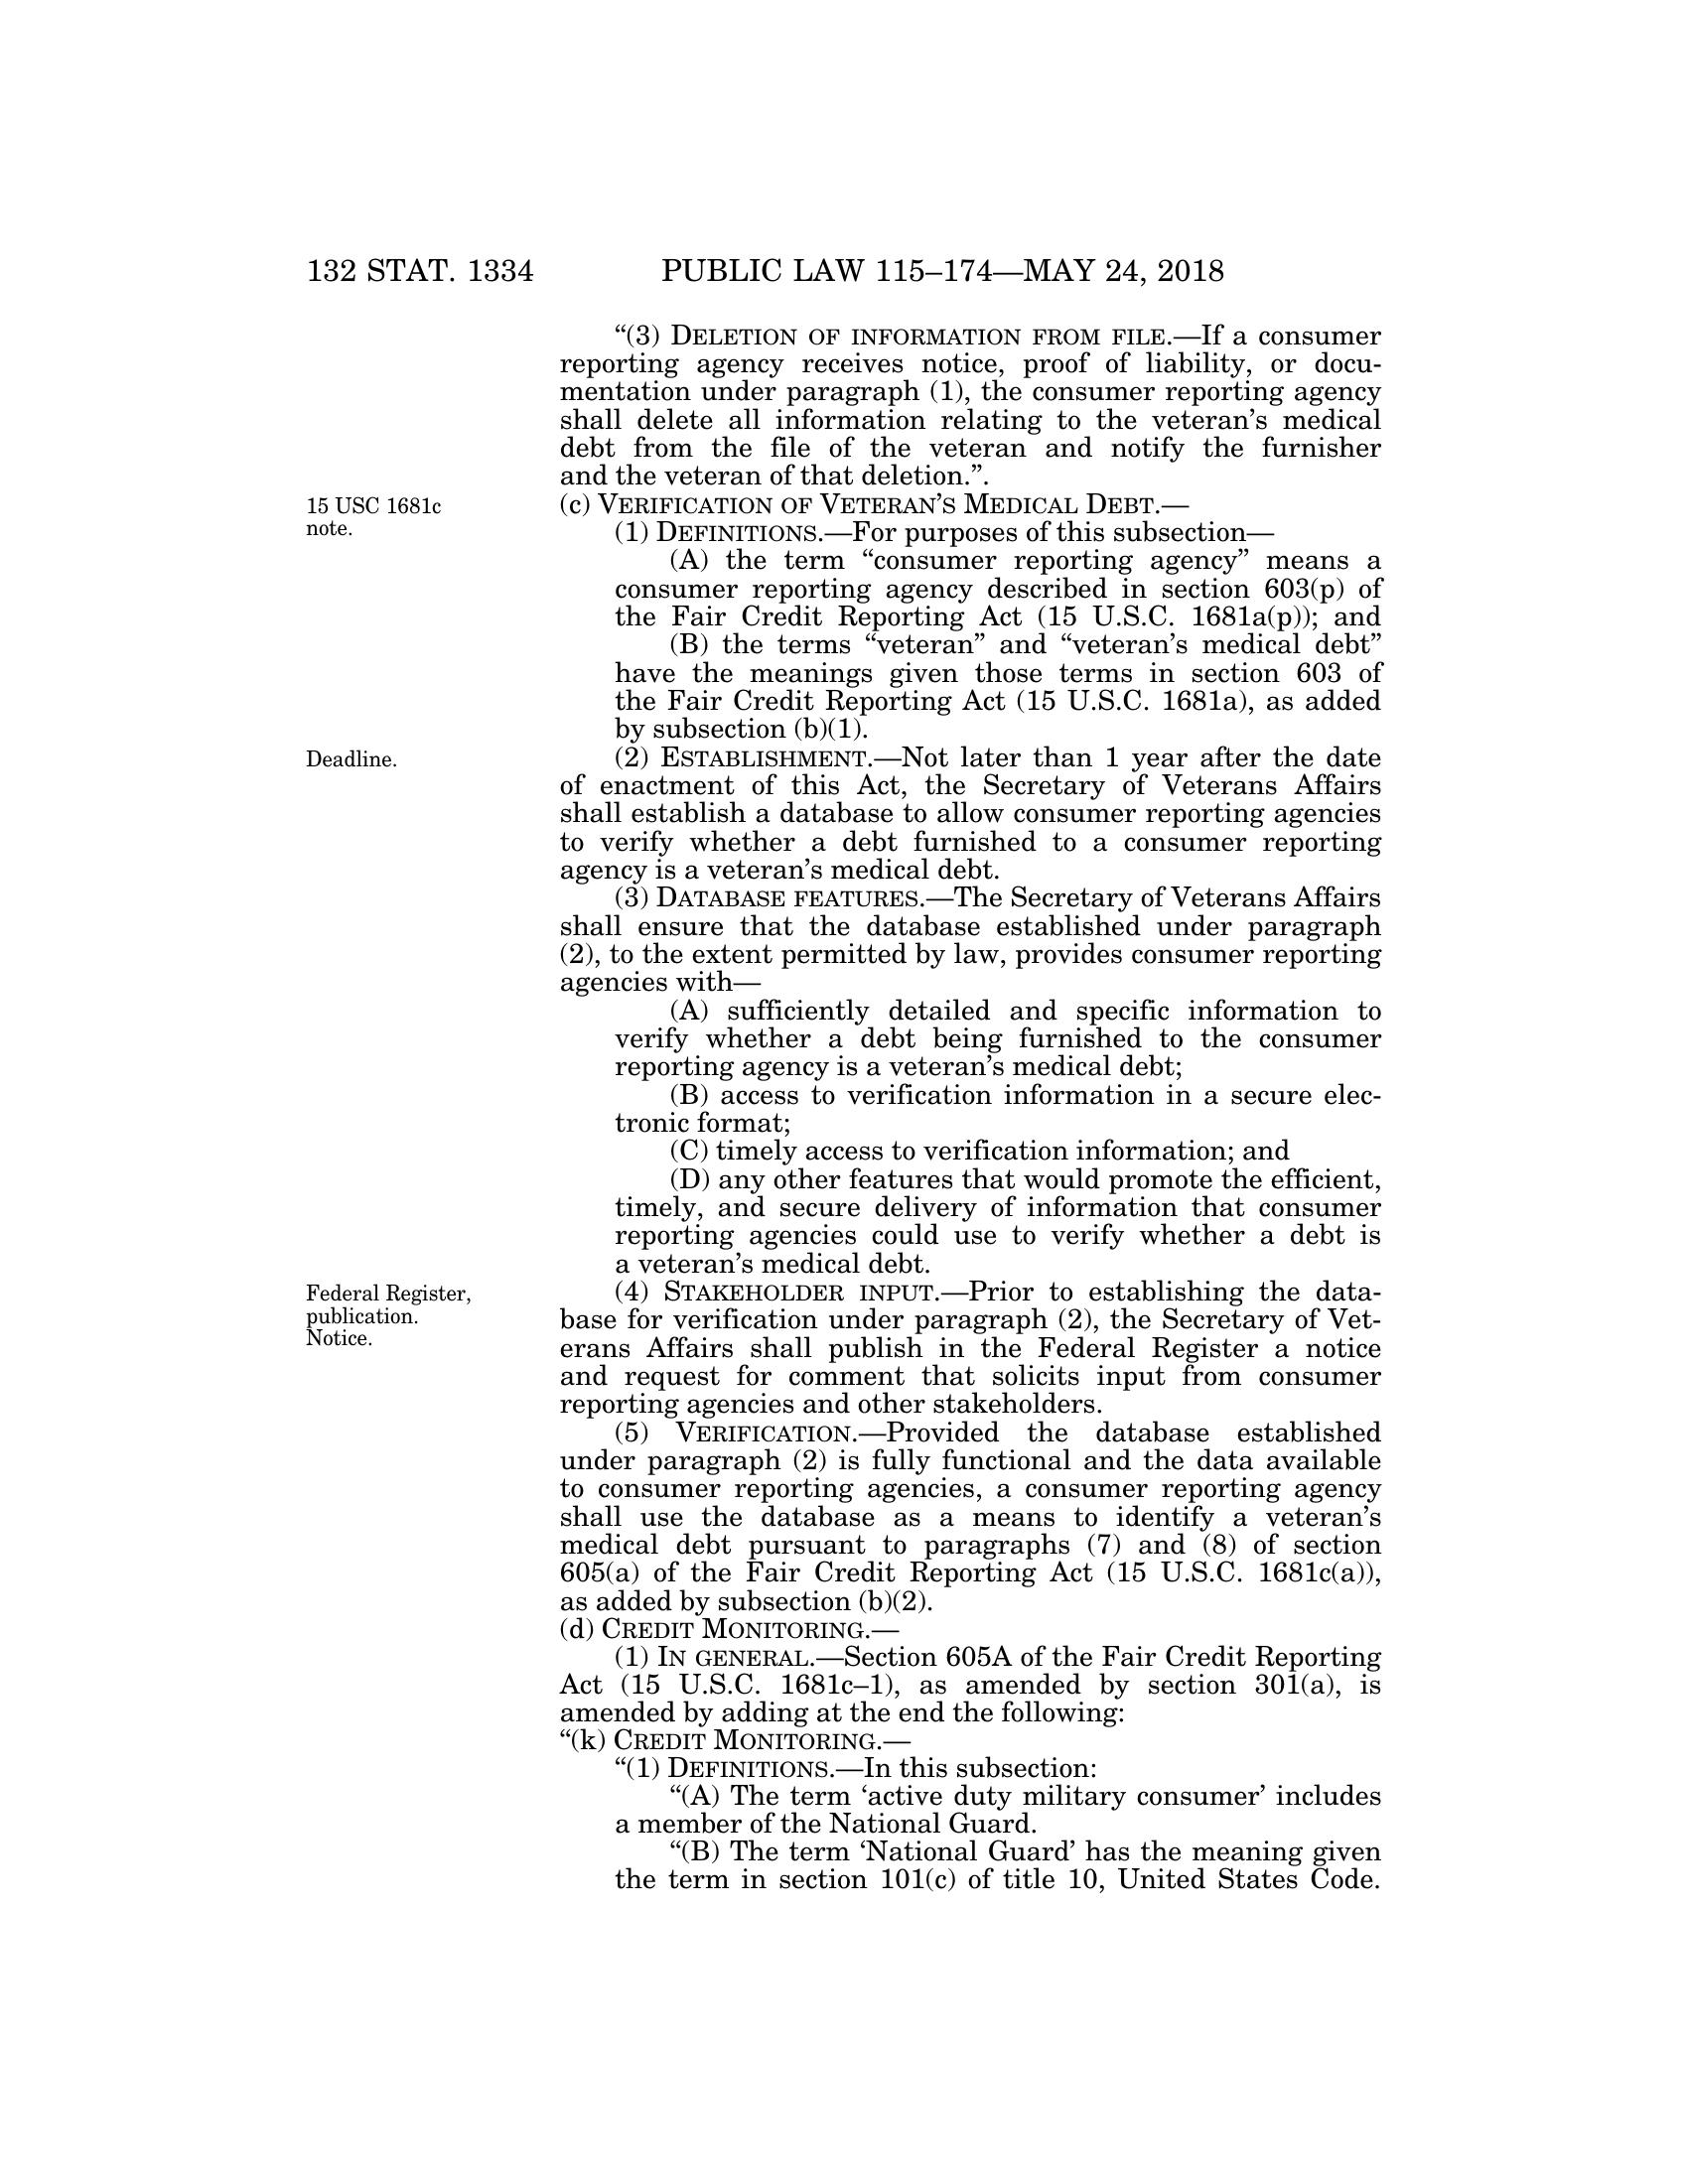 132 STAT. 1334 PUBLIC LAW 115–174—MAY 24, 2018
“(3) DELETION OF INFORMATION FROM FILE.—If a consumer
reporting agency receives notice, proof of liability, or docu-
mentation under paragraph (1), the consumer reporting agency
shall delete all information relating to the veteran’s medical
debt from the file of the veteran and notify the furnisher
and the veteran of that deletion.”.
15 USC 1681c
note.
(c) VERIFICATION OF VETERAN’S MEDICAL DEBT.—
(1) DEFINITIONS.—For purposes of this subsection—
(A) the term “consumer reporting agency” means a
consumer reporting agency described in section 603(p) of
the Fair Credit Reporting Act (15 U.S.C. 1681a(p)); and
(B) the terms “veteran” and “veteran’s medical debt”
have the meanings given those terms in section 603 of
the Fair Credit Reporting Act (15 U.S.C. 1681a), as added
by subsection (b)(1).
Deadline.
(2) ESTABLISHMENT.—Not later than 1 year after the date
of enactment of this Act, the Secretary of Veterans Affairs
shall establish a database to allow consumer reporting agencies
to verify whether a debt furnished to a consumer reporting
agency is a veteran’s medical debt.
(3) DATABASE FEATURES.—The Secretary of Veterans Affairs
shall ensure that the database established under paragraph
(2), to the extent permitted by law, provides consumer reporting
agencies with—
(A) sufficiently detailed and specific information to
verify whether a debt being furnished to the consumer
reporting agency is a veteran’s medical debt;
(B) access to verification information in a secure elec-
tronic format;
(C) timely access to verification information; and
(D) any other features that would promote the efficient,
timely, and secure delivery of information that consumer
reporting agencies could use to verify whether a debt is
a veteran’s medical debt.
Federal Register,
publication.
Notice.
(4) STAKEHOLDER INPUT.—Prior to establishing the data-
base for verification under paragraph (2), the Secretary of Vet-
erans Affairs shall publish in the Federal Register a notice
and request for comment that solicits input from consumer
reporting agencies and other stakeholders.
(5) VERIFICATION.—Provided the database established
under paragraph (2) is fully functional and the data available
to consumer reporting agencies, a consumer reporting agency
shall use the database as a means to identify a veteran’s
medical debt pursuant to paragraphs (7) and (8) of section
605(a) of the Fair Credit Reporting Act (15 U.S.C. 1681c(a)),
as added by subsection (b)(2).
(d) CREDIT MONITORING.—
(1) IN GENERAL.—Section 605A of the Fair Credit Reporting
Act (15 U.S.C. 1681c–1), as amended by section 301(a), is
amended by adding at the end the following:
“(k) CREDIT MONITORING.—
“(1) DEFINITIONS.—In this subsection:
“(A) The term ‘active duty military consumer’ includes
a member of the National Guard.
“(B) The term ‘National Guard’ has the meaning given
the term in section 101(c) of title 10, United States Code.